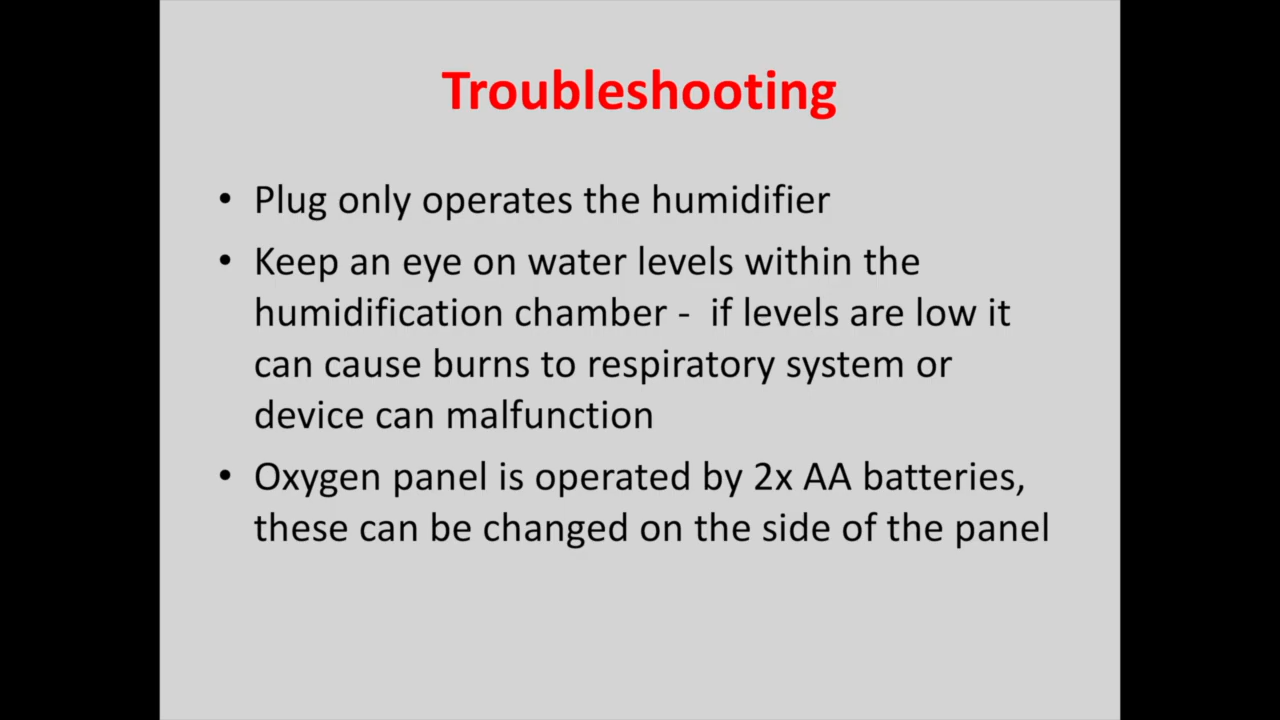 Troubleshooting
• Plug only operates the humidifier
• Keep an eye on water levels within the
humidification chamber -  if levels are low it
can cause burns to respiratory system or
device can malfunction
• Oxygen panel is operated by 2x AA batteries,
these can be changed on the side of the panel